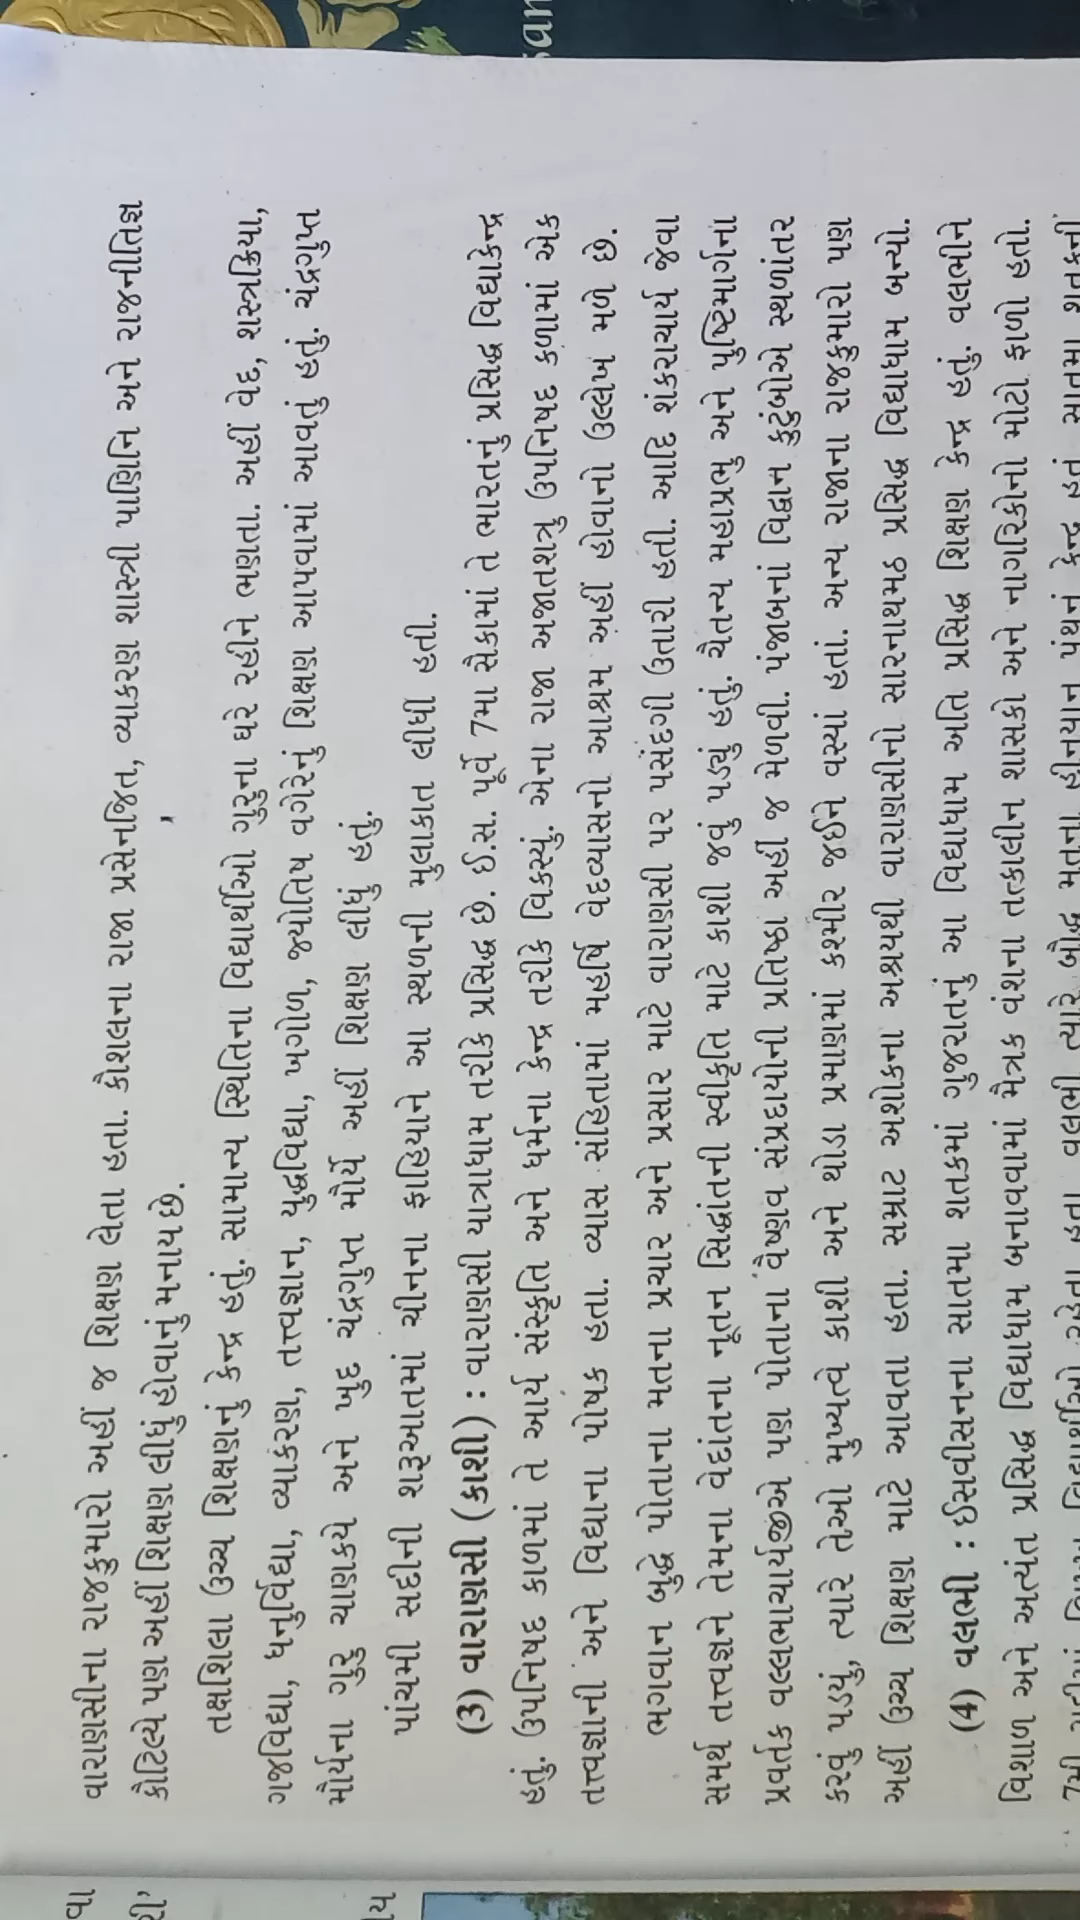 san
વારાણસીના રાજકુમારો અહીં જ શિક્ષણ લેતા હતા. કૌશલના રાજા પ્રસેનજિત, વ્યાકરણ શાસ્ત્રી પાણિનિ અને રાજનીતિજ્ઞ
કૌટિલ્યે પણ અહીં શિક્ષણ લીધું હોવાનું મનાય છે.
તક્ષશિલા ઉચ્ચ શિક્ષણનું કેન્દ્ર હતું. સામાન્ય સ્થિતિના વિદ્યાર્થીઓ ગુરુના ઘરે રહીને ભણતા. અહીં વેદ, શસ્ત્રક્રિયા,
ગજવિદ્યા, ધનુર્વિદ્યા, વ્યાકરણ, તત્ત્વજ્ઞાન, યુદ્ધવિદ્યા, ખગોળ, જ્યોતિષ વગેરેનું શિક્ષણ આપવામાં આવતું હતું. ચંદ્રગુપ્ત
મૌર્યના ગુરુ ચાણક્યે અને ખુદ ચંદ્રગુપ્ત મૌર્યે અહીં શિક્ષણ લીધું હતું.
પાંચમી સદીની શરૂઆતમાં ચીનના ફાહિયાને આ સ્થળની મુલાકાત લીધી હતી.
(3) વારાણસી (કાશી) : વારાણસી યાત્રાધામ તરીકે પ્રસિદ્ધ છે. ઈ.સ. પૂર્વે 7મા સૈકામાં તે ભારતનું પ્રસિદ્ધ વિદ્યાકેન્દ્ર
હતું. ઉપનિષદ કાળમાં તે આર્ય સંસ્કૃતિ અને ધર્મના કેન્દ્ર તરીકે વિકસ્યું. એના રાજા અજાતશત્રુ ઉપનિષદ કળામાં એક
તત્ત્વજ્ઞાની અને વિદ્યાના પોષક હતા. વ્યાસ સંહિતામાં મહર્ષિ વેદવ્યાસનો આશ્રમ અહીં હોવાનો ઉલ્લેખ મળે છે.
ભગવાન બુદ્ધે પોતાના મતના પ્રચાર અને પ્રસાર માટે વારાણસી પર પસંદગી ઉતારી હતી. આદિ શંકરાચાર્ય જેવા
સમર્થ તત્ત્વજ્ઞને તેમના વેદાંતના નૂતન સિદ્ધાંતની સ્વીકૃતિ માટે કાશી જવું પડ્યું હતું. ચૈતન્ય મહાપ્રભુ અને પુષ્ટિમાર્ગના
પ્રવર્તક વલ્લભાચાર્યજીએ પણ પોતાના વૈષ્ણવ સંપ્રદાયોની પ્રતિષ્ઠા અહીં જ મેળવી. પંજાબનાં વિદ્વાન કુટુંબોએ સ્થળાંતર
કરવું પડ્યું, ત્યારે તેઓ મુખ્યત્વે કાશી અને થોડા પ્રમાણમાં કશ્મીર જઈને વસ્યાં હતાં. અન્ય રાજના રાજકુમારો પણ
અહીં ઉચ્ચ શિક્ષણ માટે આવતા હતા. સમ્રાટ અશોકના અશ્રયથી વારાણસીનો સારનાથમઠ પ્રસિદ્ધ વિદ્યાધામ બન્યો.
(4) વલભી : ઈસવીસનના સાતમા શતકમાં ગુજરાતનું આ વિદ્યાધામ અતિ પ્રસિદ્ધ શિક્ષણ કેન્દ્ર હતું. વલભીને
વિશાળ અને અત્યંત પ્રસિદ્ધ વિદ્યાધામ બનાવવામાં મૈત્રક વંશના તત્કાલીન શાસકો અને નાગરિકોનો મોટો ફાળો હતો.